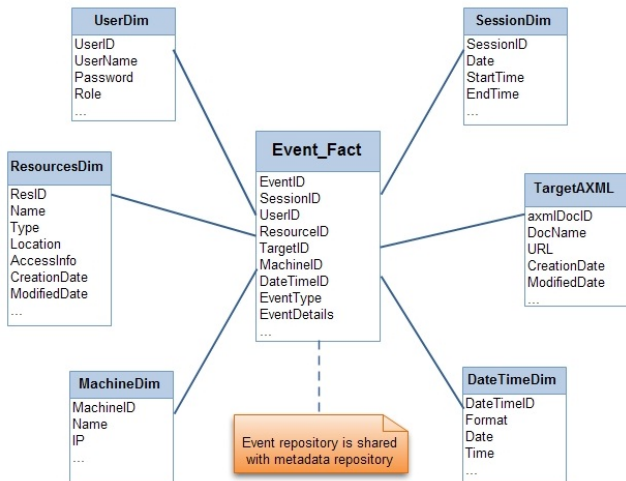 UserDim
UserID
UserName
Password
Role
...
SessionDim
SessionID
Date
StartTime
EndTime
...
Event_Fact
EventID
SessionID
UserID
ResourceID
TargetID
MachineID
DateTimeID
EventType
EventDetails
...
ResourcesDim
ResID
Name
Type
Location
AccessInfo
CreationDate
ModifiedDate
...
TargetAXML
axmlDocID
DocName
URL
CreationDate
ModifiedDate
...
MachineDim
MachineID
Name
IP
...
Event repository is shared
with metadata repository
DateTimeDim
DateTimeID
Format
Date
Time
...